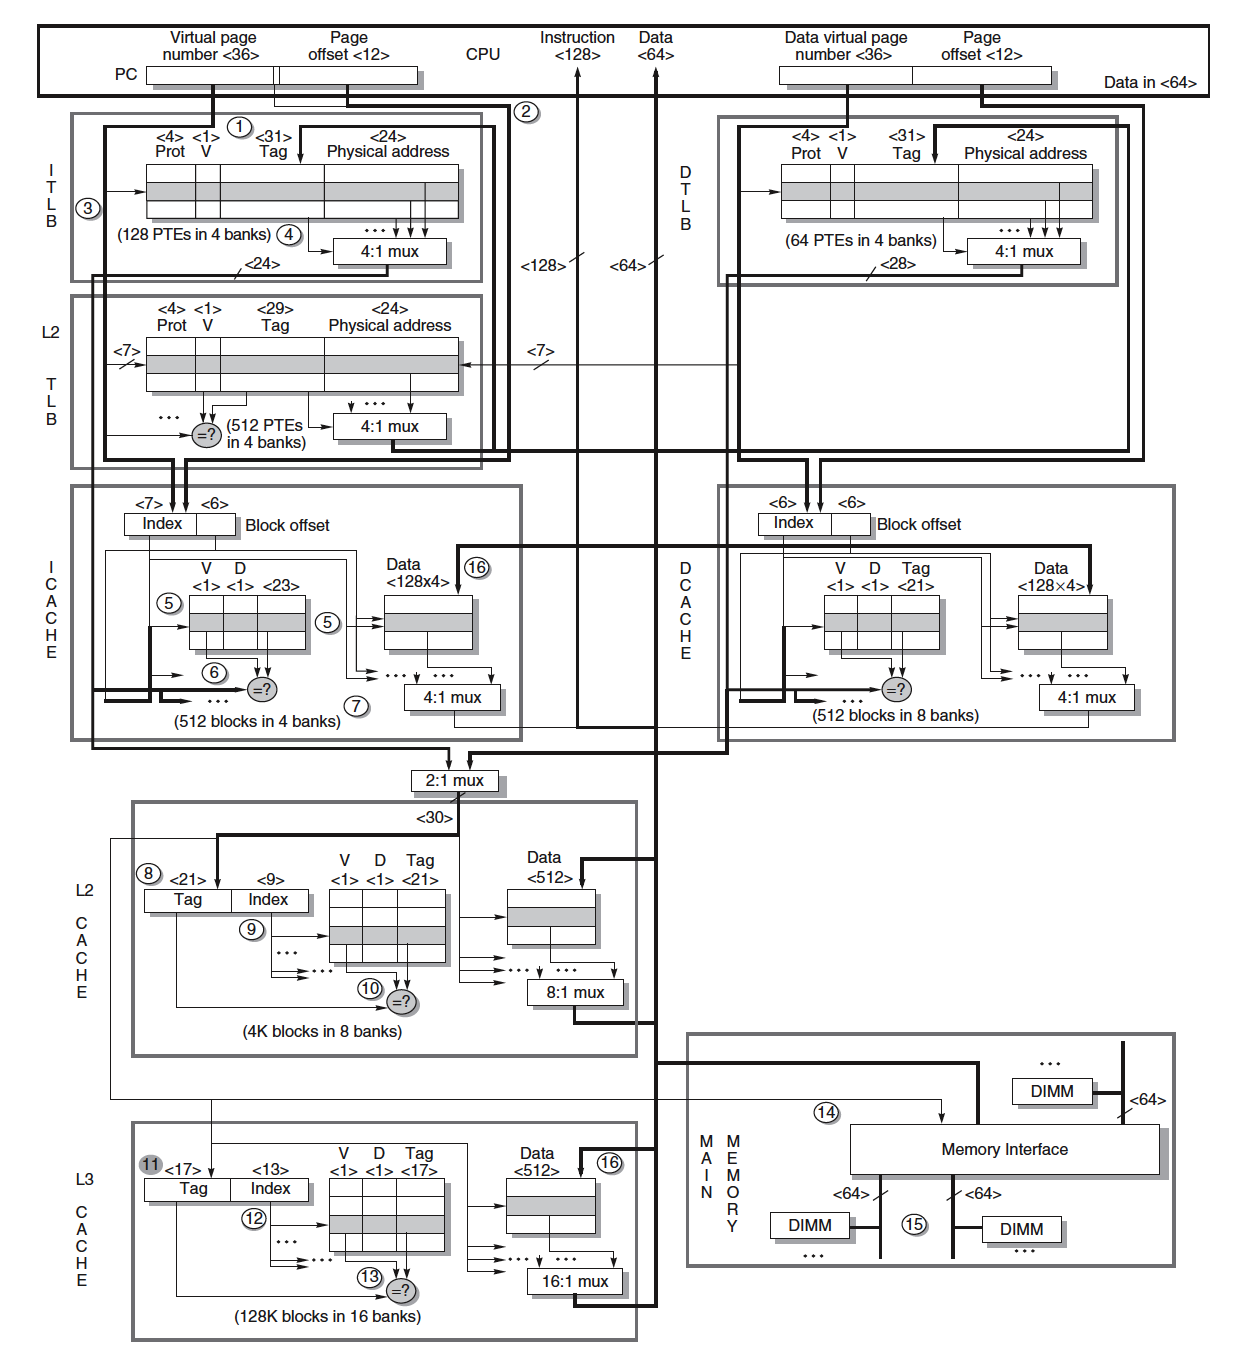 Virtual page
number <36>
Page
offset <12>
CPU
Instruction
<128>
Data
<64>
Data virtual page
number <36>
Page
offset <12>
PC
Data in <64>
2
1
I
T
L
B
<4> <1> <31> <24>
Prot V Tag Physical address
3
(128 PTEs in 4 banks) 4
4:1 mux
<24>
D
T
L
B
<4> <1> <31> <24>
Prot V Tag Physical address
(64 PTEs in 4 banks)
4:1 mux
<28>
<128>
<64>
L2
T
L
B
<4> <1> <29> <24>
Prot V Tag Physical address
<7>
<7>
=?
(512 PTEs
in 4 banks)
4:1 mux
I
C
A
C
H
E
<7> <6>
Index
Block offset
V D
<1> <1> <23>
5
Data
<128x4>
16
5
6
=?
7
4:1 mux
(512 blocks in 4 banks)
D
C
A
C
H
E
<6> <6>
Index
Block offset
V D Tag
<1> <1> <21>
Data
<128×4>
=?
4:1 mux
(512 blocks in 8 banks)
2:1 mux
<30>
L2
C
A
C
H
E
8
<21> <9>
Tag Index
9
V D Tag
<1> <1> <21>
Data
<512>
10
=?
8:1 mux
(4K blocks in 8 banks)
L3
C
A
C
H
E
11
<17> <13>
Tag Index
12
V D Tag
<1> <1> <17>
Data
<512>
16
13
=?
16:1 mux
(128K blocks in 16 banks)
M
A
I
N
M
E
M
O
R
Y
DIMM
<64>
14
Memory Interface
<64>
<64>
DIMM
15
DIMM